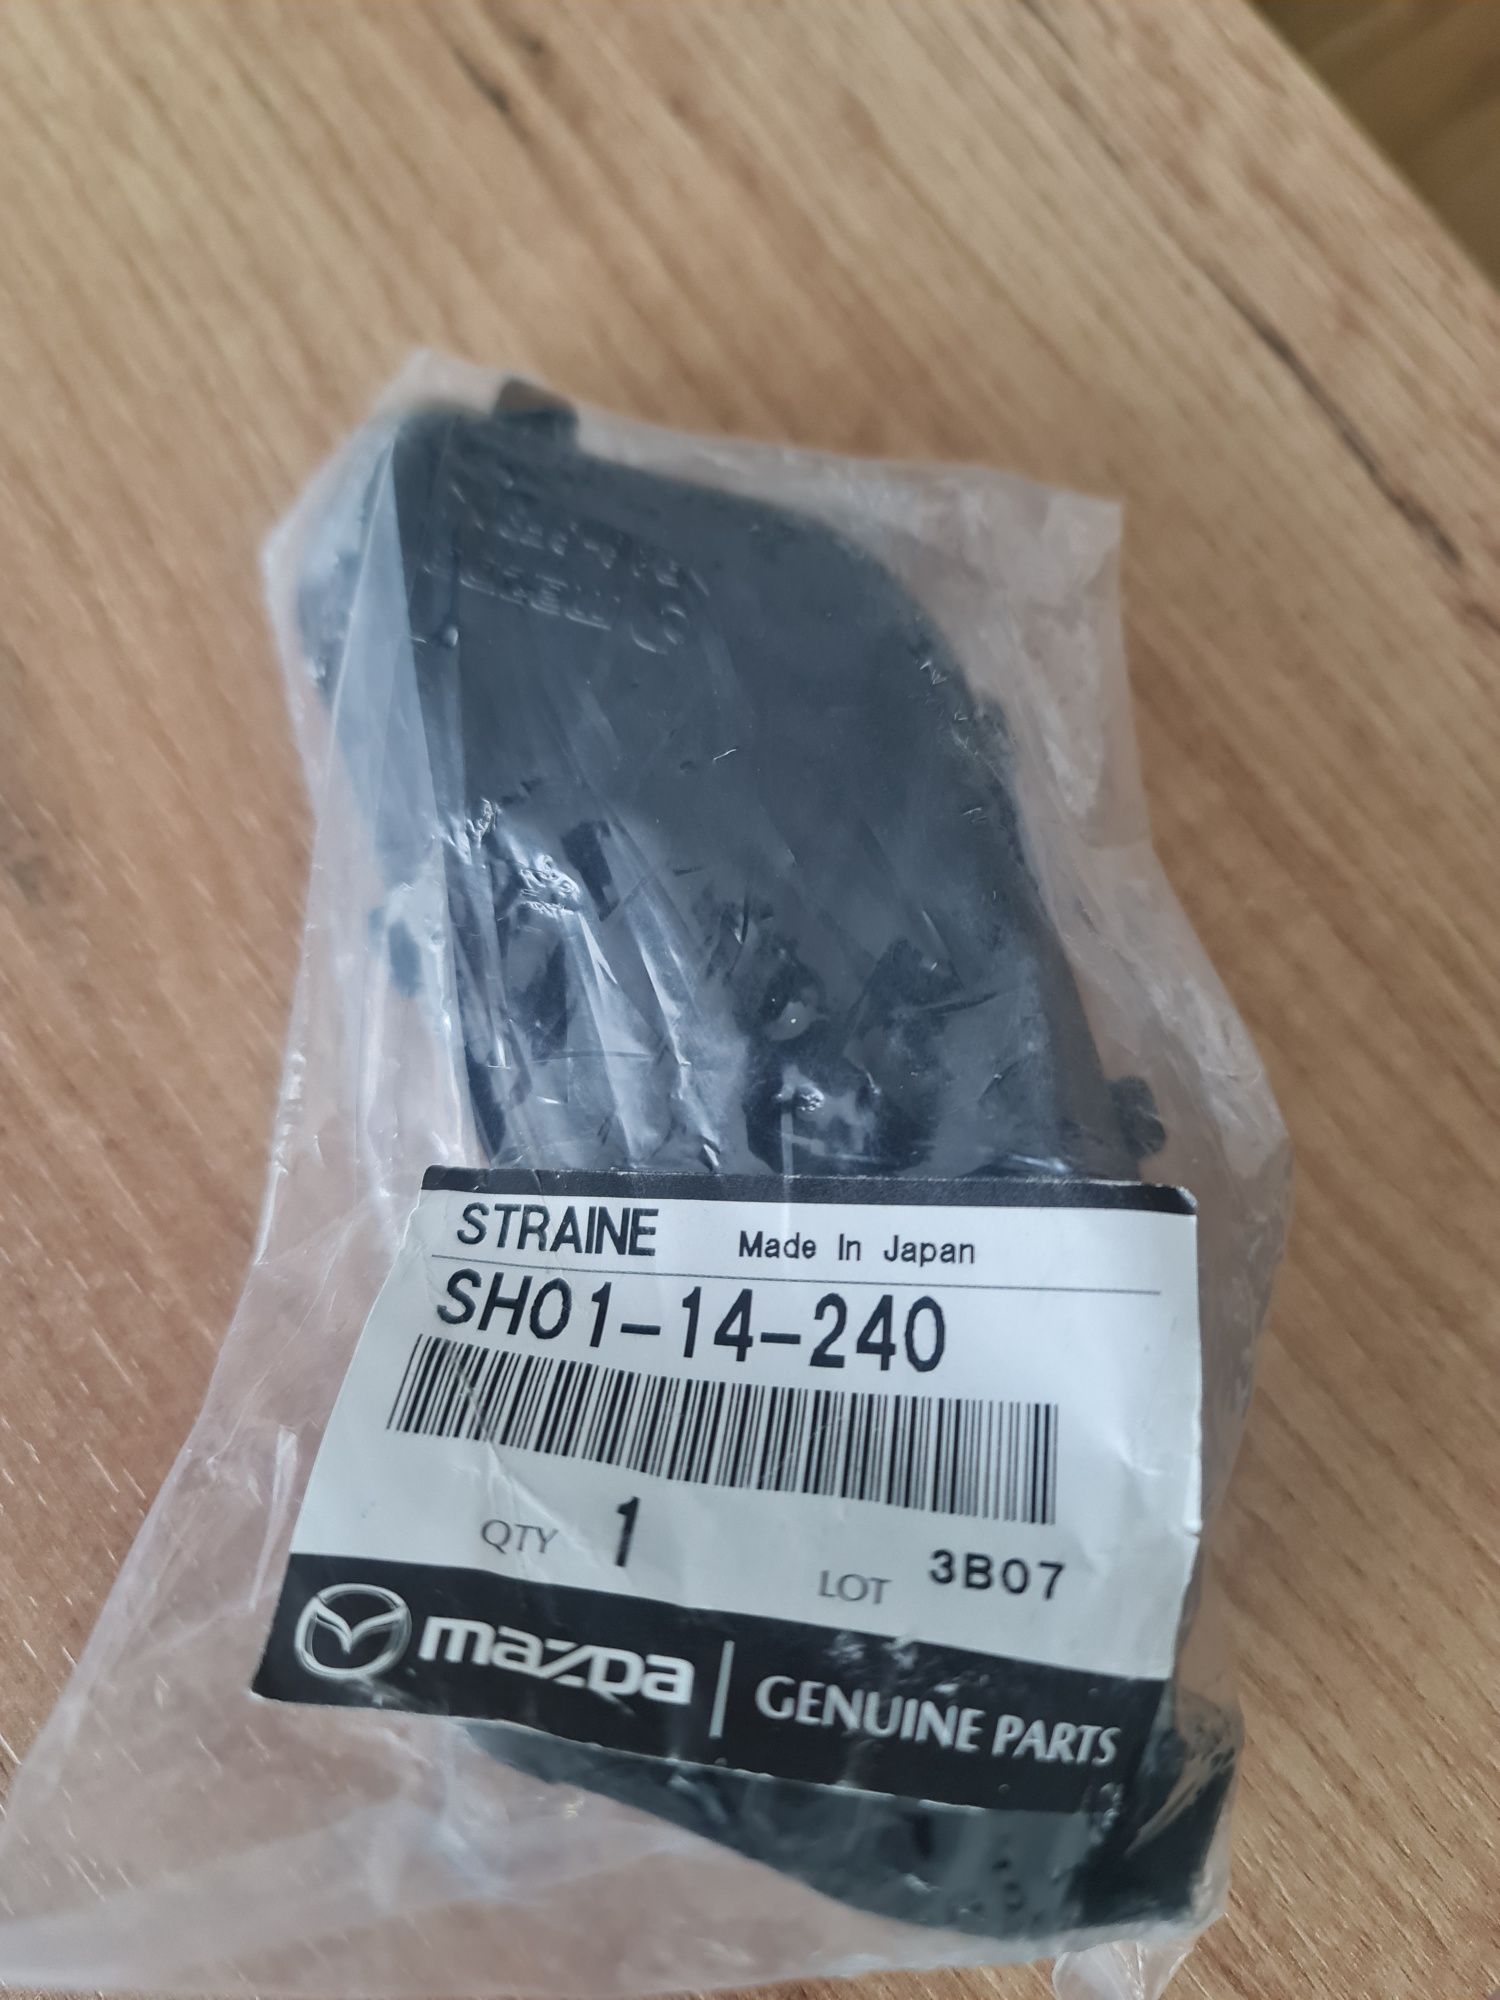 STRAINE Made In Japan
SH01-14-240
QTY 1
LOT 3B07
mazda GENUINE PARTS